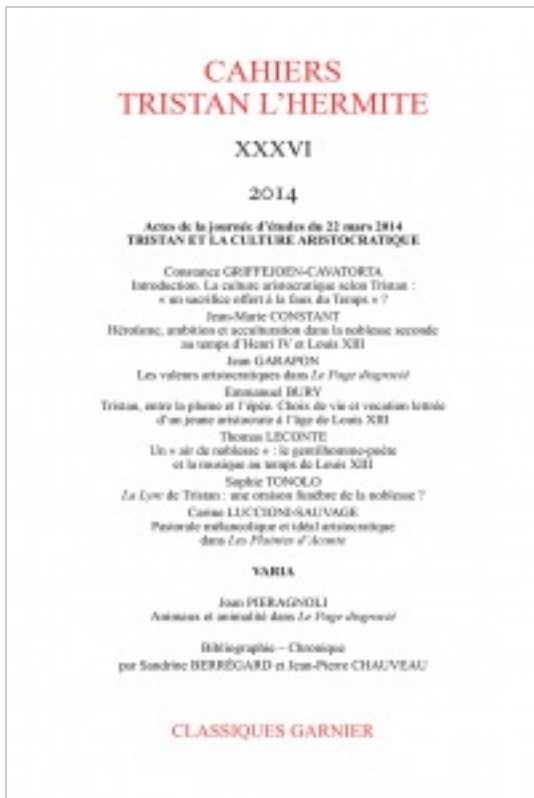 CAHIERS
TRISTAN L'HERMITE
XXXVI
2014
Actes de la journée d'études du 22 mars 2014
TRISTAN ET LA CULTURE ARISTOCRATIQUE
Constance GRIFFEJOEN-CAVATORTA
Introduction. La culture aristocratique selon Tristan :
« un sacrifice offert à la faux du Temps » ?
Jean-Marie CONSTANT
Héroïsme, ambition et acculturation dans la noblesse seconde
au temps d'Henri IV et Louis XIII
Jean GARAPON
Les valeurs aristocratiques dans Le Page disgracié
Emmanuel BURY
Tristan, entre la plume et l'épée. Choix de vie et vocation lettrée
d'un jeune aristocrate à l'âge de Louis XIII
Thomas LECONTE
Un « air de noblesse » : le gentilhomme-poète
et la musique au temps de Louis XIII
Sophie TONOLO
La Lyre de Tristan : une oraison funèbre de la noblesse ?
Carine LUCCIONI-SAUVAGE
Pastorale mélancolique et idéal aristocratique
dans Les Plaintes d'Acante
VARIA
Joan PIERAGNOLI
Animaux et animalité dans Le Page disgracié
Bibliographie – Chronique
par Sandrine BERRÉGARD et Jean-Pierre CHAUVEAU
CLASSIQUES GARNIER